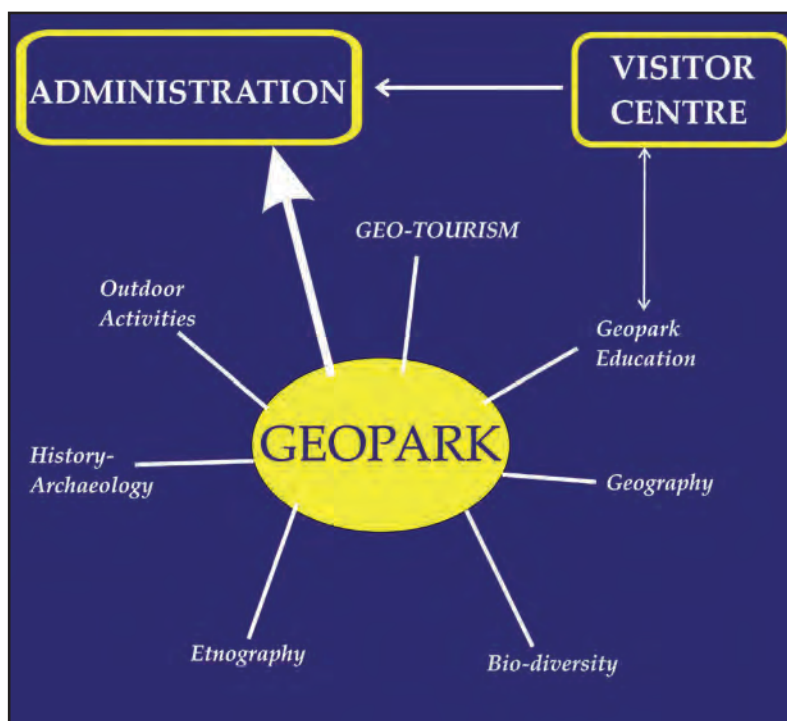 ADMINISTRATION
VISITOR
CENTRE
GEO-TOURISM
Outdoor
Activities
Geopark
Education
GEOPARK
History-
Archaeology
Geography
Etnography
Bio-diversity